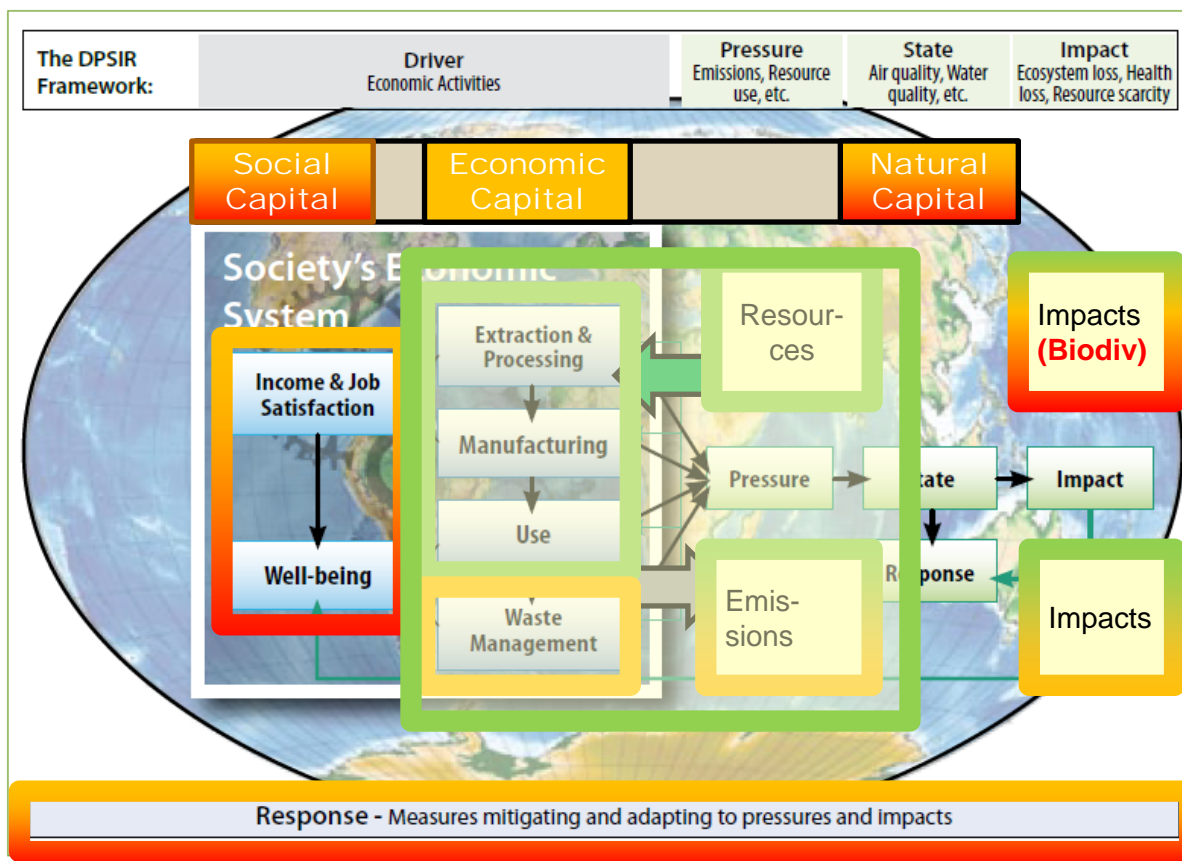 The DPSIR
Framework:
Driver
Economic Activities
Pressure
Emissions, Resource
use, etc.
State
Air quality, Water
quality, etc.
Impact
Ecosystem loss, Health
loss, Resource scarcity
Social
Capital
Economic
Capital
Natural
Capital
Society's Economic
System
Income & Job
Satisfaction
Well-being
Extraction &
Processing
Manufacturing
Use
Waste
Management
Resour-
ces
Pressure
State
Impact
Response
Emis-
sions
Impacts
(Biodiv)
Impacts
Response - Measures mitigating and adapting to pressures and impacts